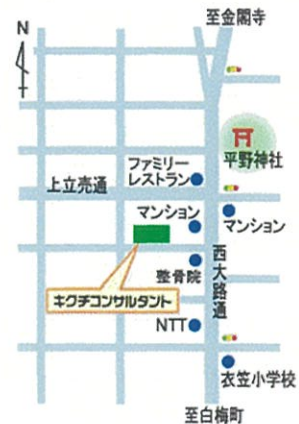 至金閣寺
N
平野神社
ファミリー
レストラン
上立売通
マンション
マンション
西大路通
整骨院
キクチコンサルタント
NTT
衣笠小学校
至白梅町